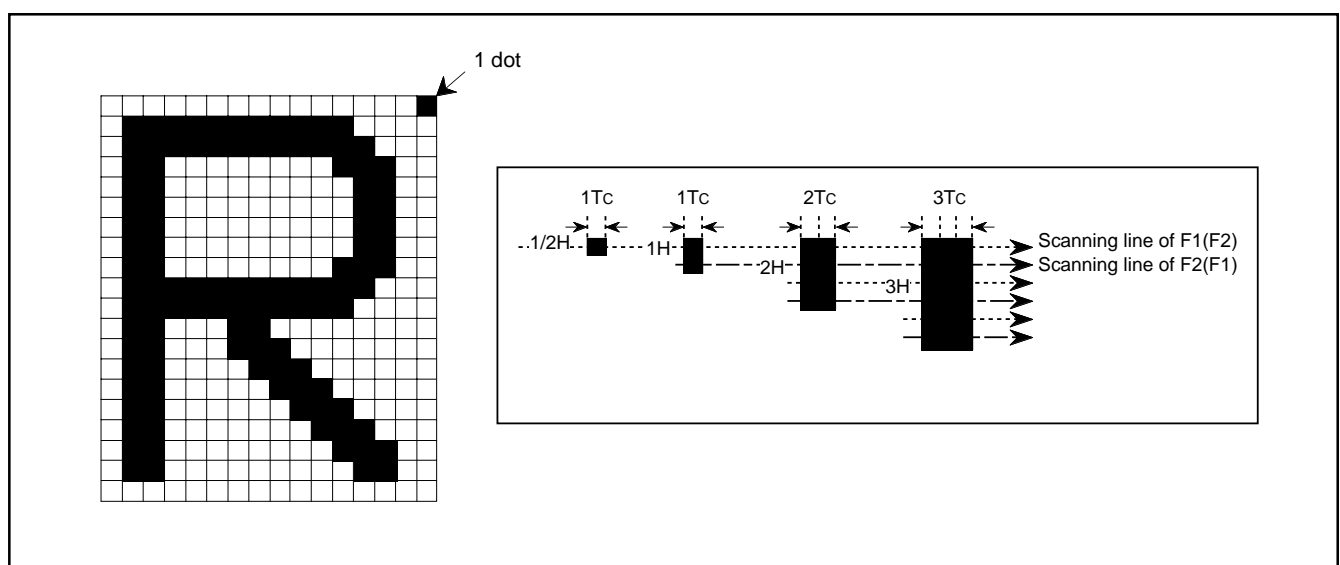 1 dot
1TC 1TC 2TC 3TC
1/2H 1H 2H 3H
Scanning line of F1(F2)
Scanning line of F2(F1)